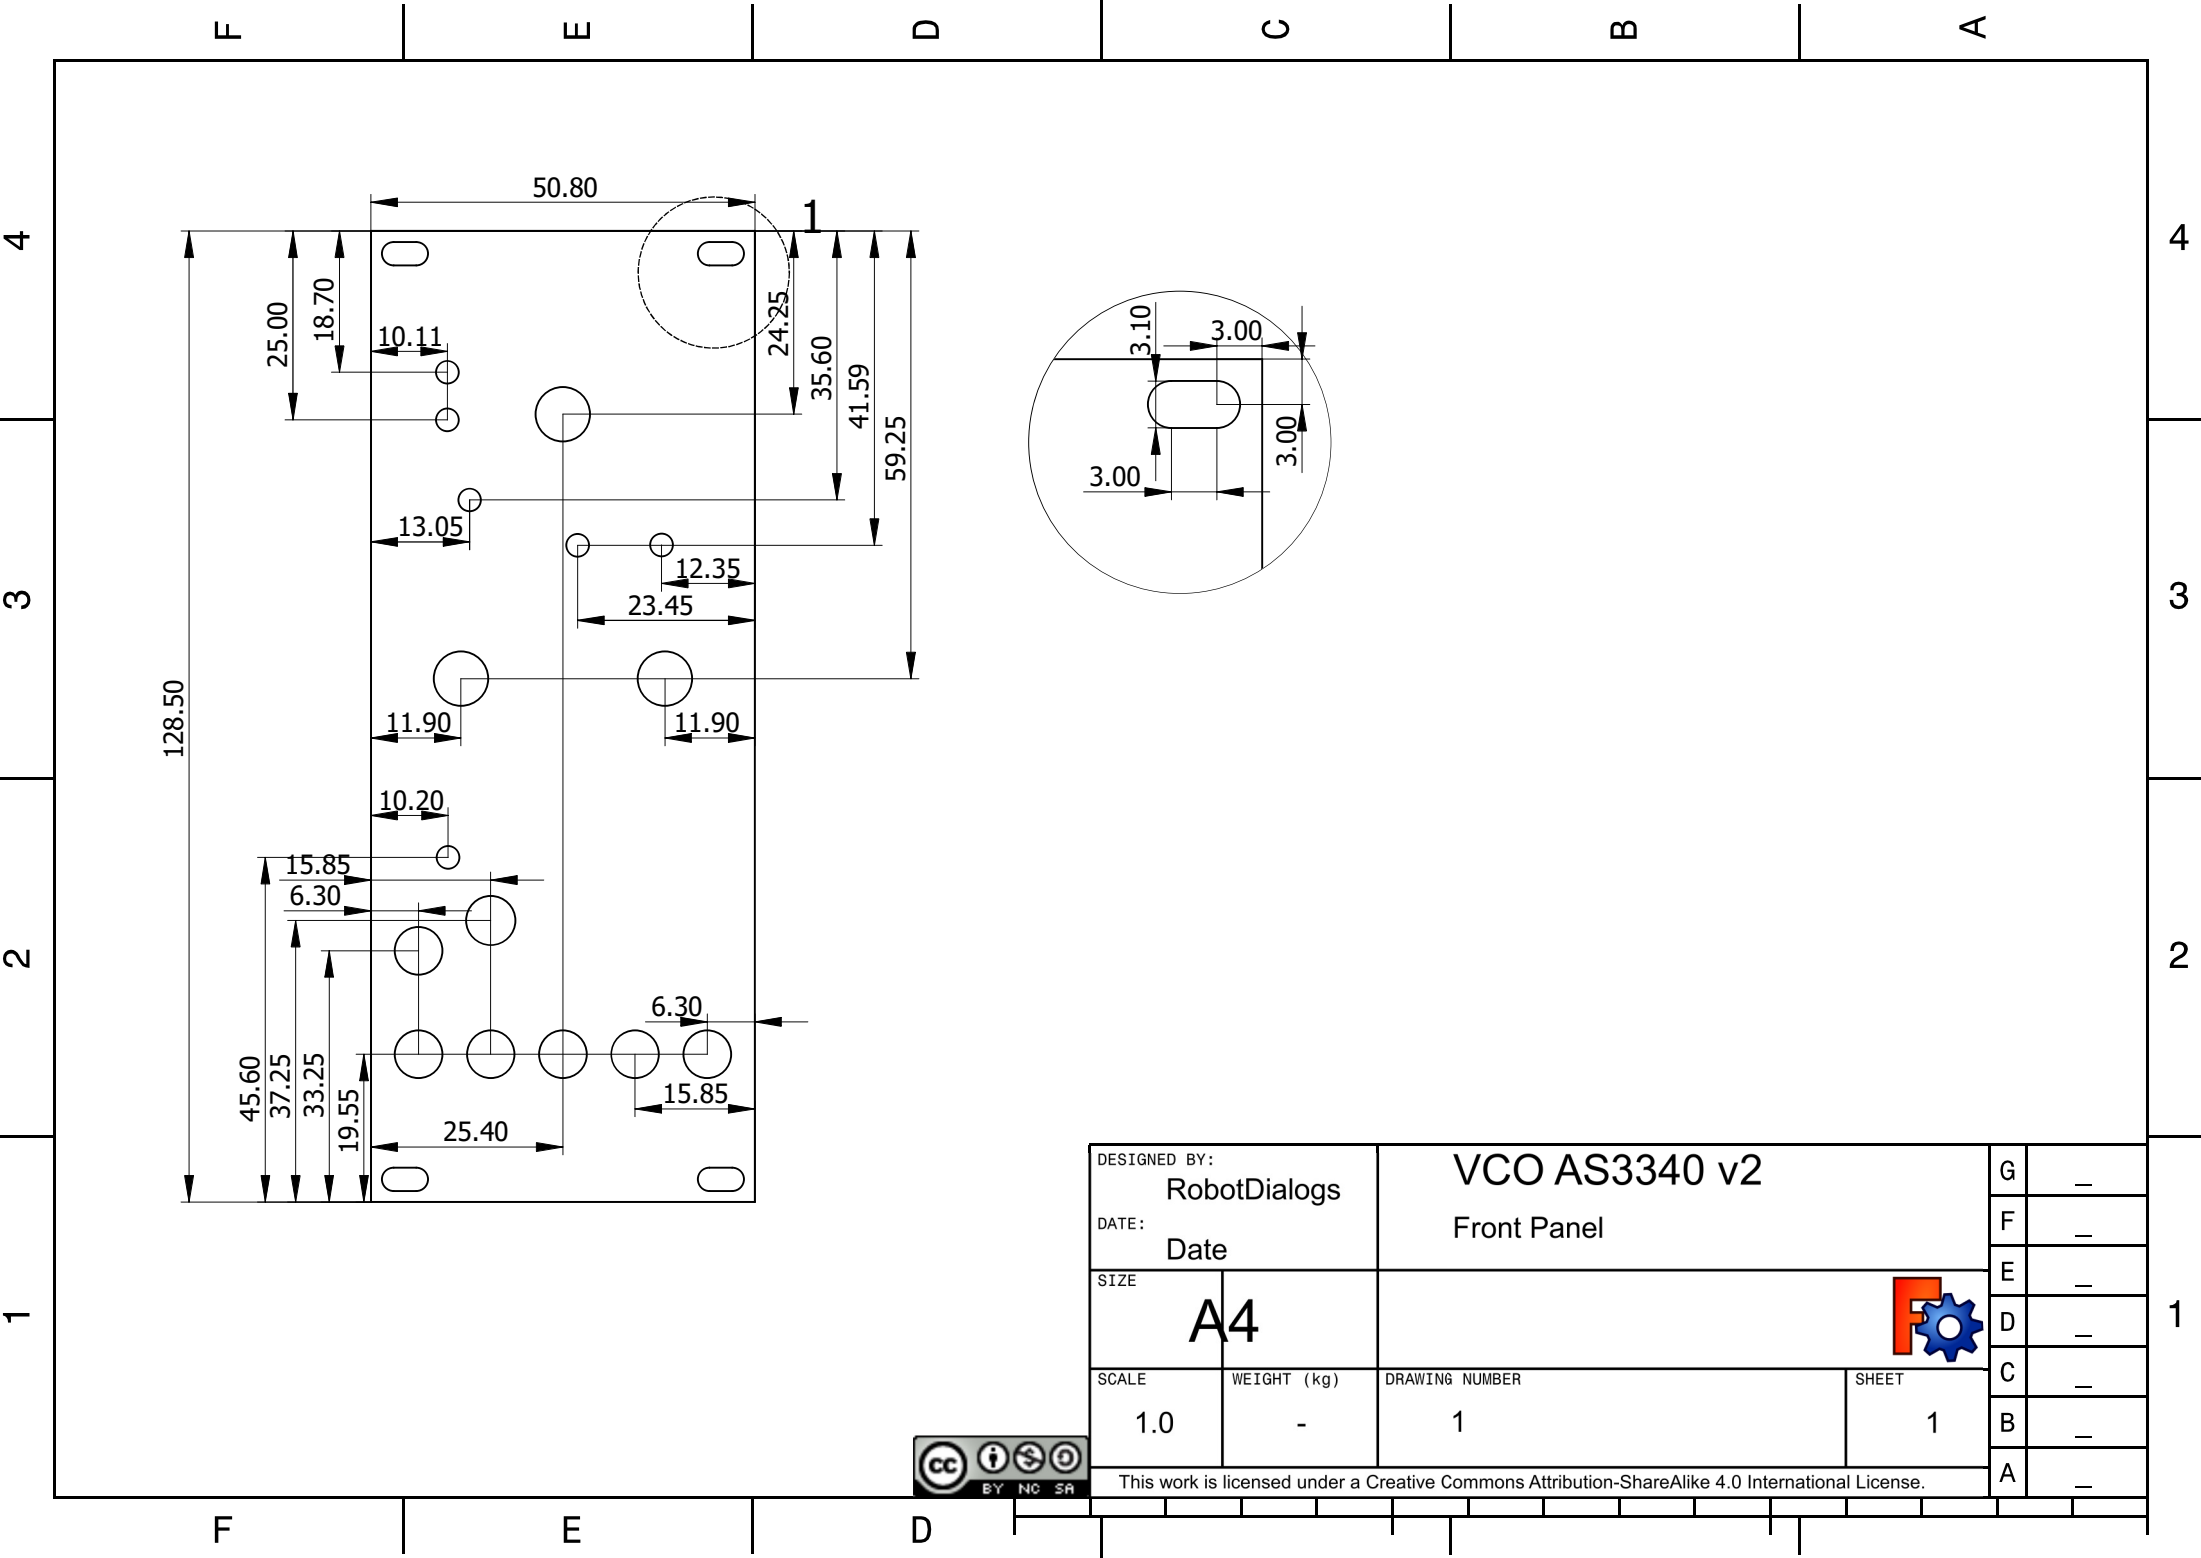 F E D C B A
4 4
3 3
2 2
1 1
50.80
1
25.00
18.70
10.11
24.25
35.60
41.59
59.25
13.05
12.35
23.45
128.50
11.90 11.90
10.20
15.85
6.30
6.30
45.60
37.25
33.25
19.55
15.85
25.40
3.10
3.00
3.00
3.00
DESIGNED BY:
RobotDialogs
DATE:
Date
VCO AS3340 v2
Front Panel
SIZE
A4
SCALE
1.0
WEIGHT (kg)
-
DRAWING NUMBER
1
SHEET
1
G _
F _
E _
D _
C _
B _
A _
This work is licensed under a Creative Commons Attribution-ShareAlike 4.0 International License.
cc
BY NC SA
F E D